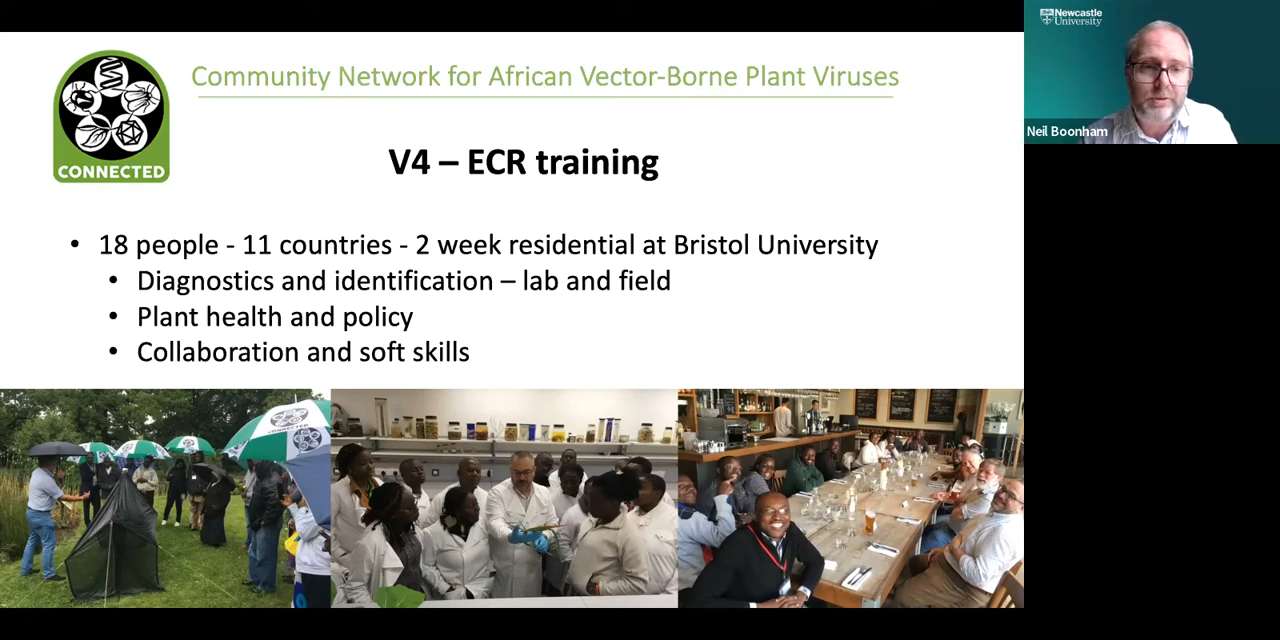 Community Network for African Vector-Borne Plant Viruses
CONNECTED
V4 – ECR training
• 18 people - 11 countries - 2 week residential at Bristol University
• Diagnostics and identification – lab and field
• Plant health and policy
• Collaboration and soft skills
CONNECTED
Newcastle
University
Neil Boonham